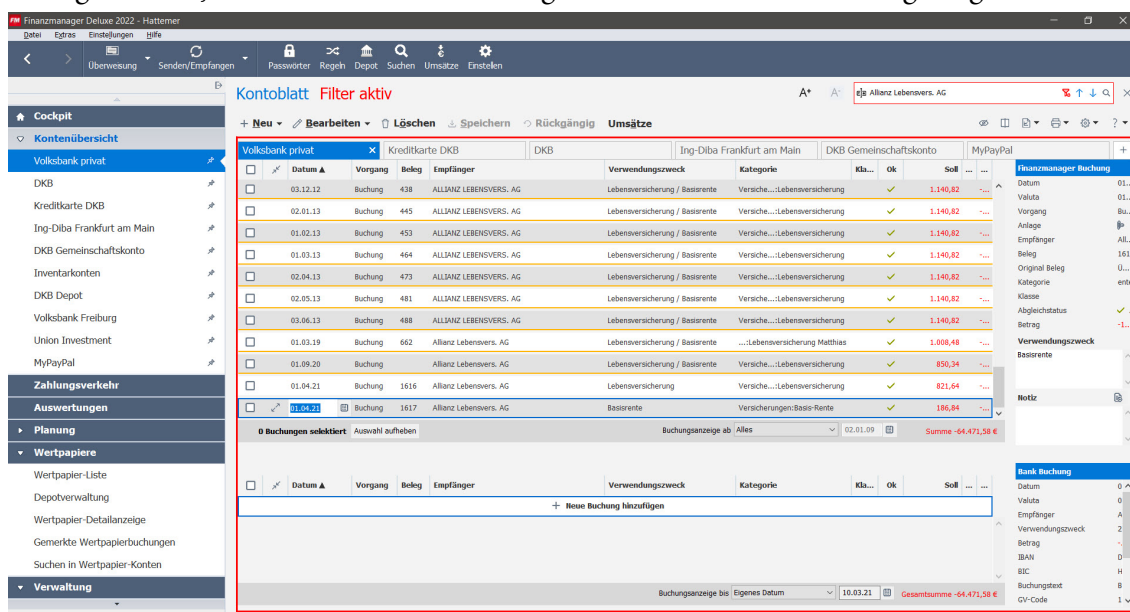 Finanzmanager Deluxe 2022 - Hattemer
Datei Extras Einstellungen Hilfe
Überweisung Senden/Empfangen Passwörter Regeln Depot Suchen Umsätze Einstellen
Kontoblatt Filter aktiv A+ A- Allianz Lebensvers. AG
+ Neu Bearbeiten Löschen Speichern Rückgängig Umsätze
Cockpit
Kontenübersicht
Volksbank privat
DKB
Kreditkarte DKB
Ing-Diba Frankfurt am Main
DKB Gemeinschaftskonto
Inventarkonten
DKB Depot
Volksbank Freiburg
Union Investment
MyPayPal
Zahlungsverkehr
Auswertungen
Planung
Wertpapiere
Wertpapier-Liste
Depotverwaltung
Wertpapier-Detailanzeige
Gemerkte Wertpapierbuchungen
Suchen in Wertpapier-Konten
Verwaltung
Volksbank privat X Kreditkarte DKB DKB Ing-Diba Frankfurt am Main DKB Gemeinschaftskonto MyPayPal +
Datum Vorgang Beleg Empfänger Verwendungszweck Kategorie Kla... Ok Soll ... ...
03.12.12 Buchung 438 ALLIANZ LEBENSVERS. AG Lebensversicherung / Basisrente Versiche...:Lebensversicherung 1.140,82 -...
02.01.13 Buchung 445 ALLIANZ LEBENSVERS. AG Lebensversicherung / Basisrente Versiche...:Lebensversicherung 1.140,82 -...
01.02.13 Buchung 453 ALLIANZ LEBENSVERS. AG Lebensversicherung / Basisrente Versiche...:Lebensversicherung 1.140,82 -...
01.03.13 Buchung 464 ALLIANZ LEBENSVERS. AG Lebensversicherung / Basisrente Versiche...:Lebensversicherung 1.140,82 -...
02.04.13 Buchung 473 ALLIANZ LEBENSVERS. AG Lebensversicherung / Basisrente Versiche...:Lebensversicherung 1.140,82 -...
02.05.13 Buchung 481 ALLIANZ LEBENSVERS. AG Lebensversicherung / Basisrente Versiche...:Lebensversicherung 1.140,82 -...
03.06.13 Buchung 488 ALLIANZ LEBENSVERS. AG Lebensversicherung / Basisrente Versiche...:Lebensversicherung 1.140,82 -...
01.03.19 Buchung 662 Allianz Lebensvers. AG Lebensversicherung / Basisrente ...:Lebensversicherung Matthias 1.008,48 -...
01.09.20 Buchung Allianz Lebensvers. AG Lebensversicherung / Basisrente Versiche...:Lebensversicherung 850,34 -...
01.04.21 Buchung 1616 Allianz Lebensvers. AG Lebensversicherung Versiche...:Lebensversicherung 821,64 -...
01.04.21 Buchung 1617 Allianz Lebensvers. AG Basisrente Versicherungen:Basis-Rente 186,84 -...
0 Buchungen selektiert Auswahl aufheben Buchungsanzeige ab Alles 02.01.09 Summe -64.471,58 €
Datum Vorgang Beleg Empfänger Verwendungszweck Kategorie Kla... Ok Soll ... ...
+ Neue Buchung hinzufügen
Buchungsanzeige bis Eigenes Datum 10.03.21 Gesamtsumme -64.471,58 €
Finanzmanager Buchung
Datum 01...
Valuta 01...
Vorgang Bu...
Anlage
Empfänger All...
Beleg 161
Original Beleg Ü...
Kategorie ente
Klasse
Abgleichstatus
Betrag -1...
Verwendungszweck
Basisrente
Notiz
Bank Buchung
Datum 0
Valuta 0
Empfänger A
Verwendungszweck 2
Betrag -
IBAN D
BIC H
Buchungstext B
GV-Code 1